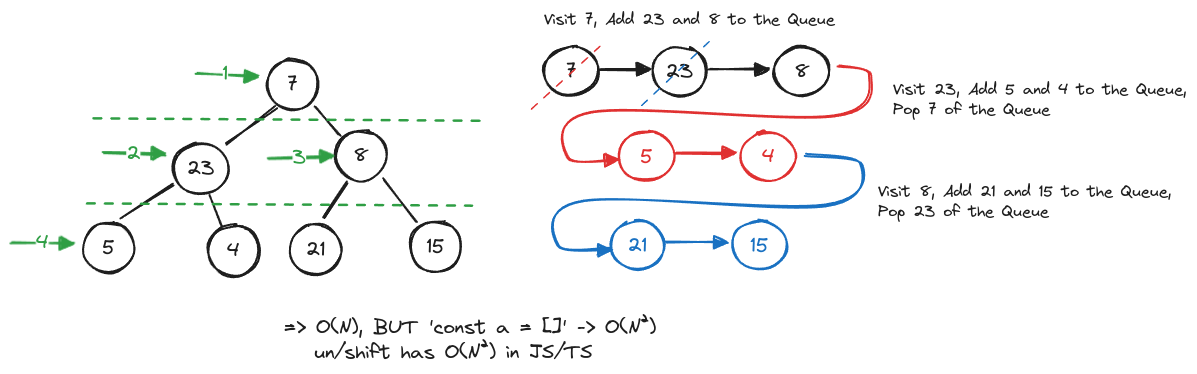 Visit 7, Add 23 and 8 to the Queue
1
7
2
23
3
8
4
5
4
21
15
7
23
8
Visit 23, Add 5 and 4 to the Queue,
Pop 7 of the Queue
5
4
Visit 8, Add 21 and 15 to the Queue,
Pop 23 of the Queue
21
15
=> O(N), BUT 'const a = []' -> O(N²)
un/shift has O(N²) in JS/TS